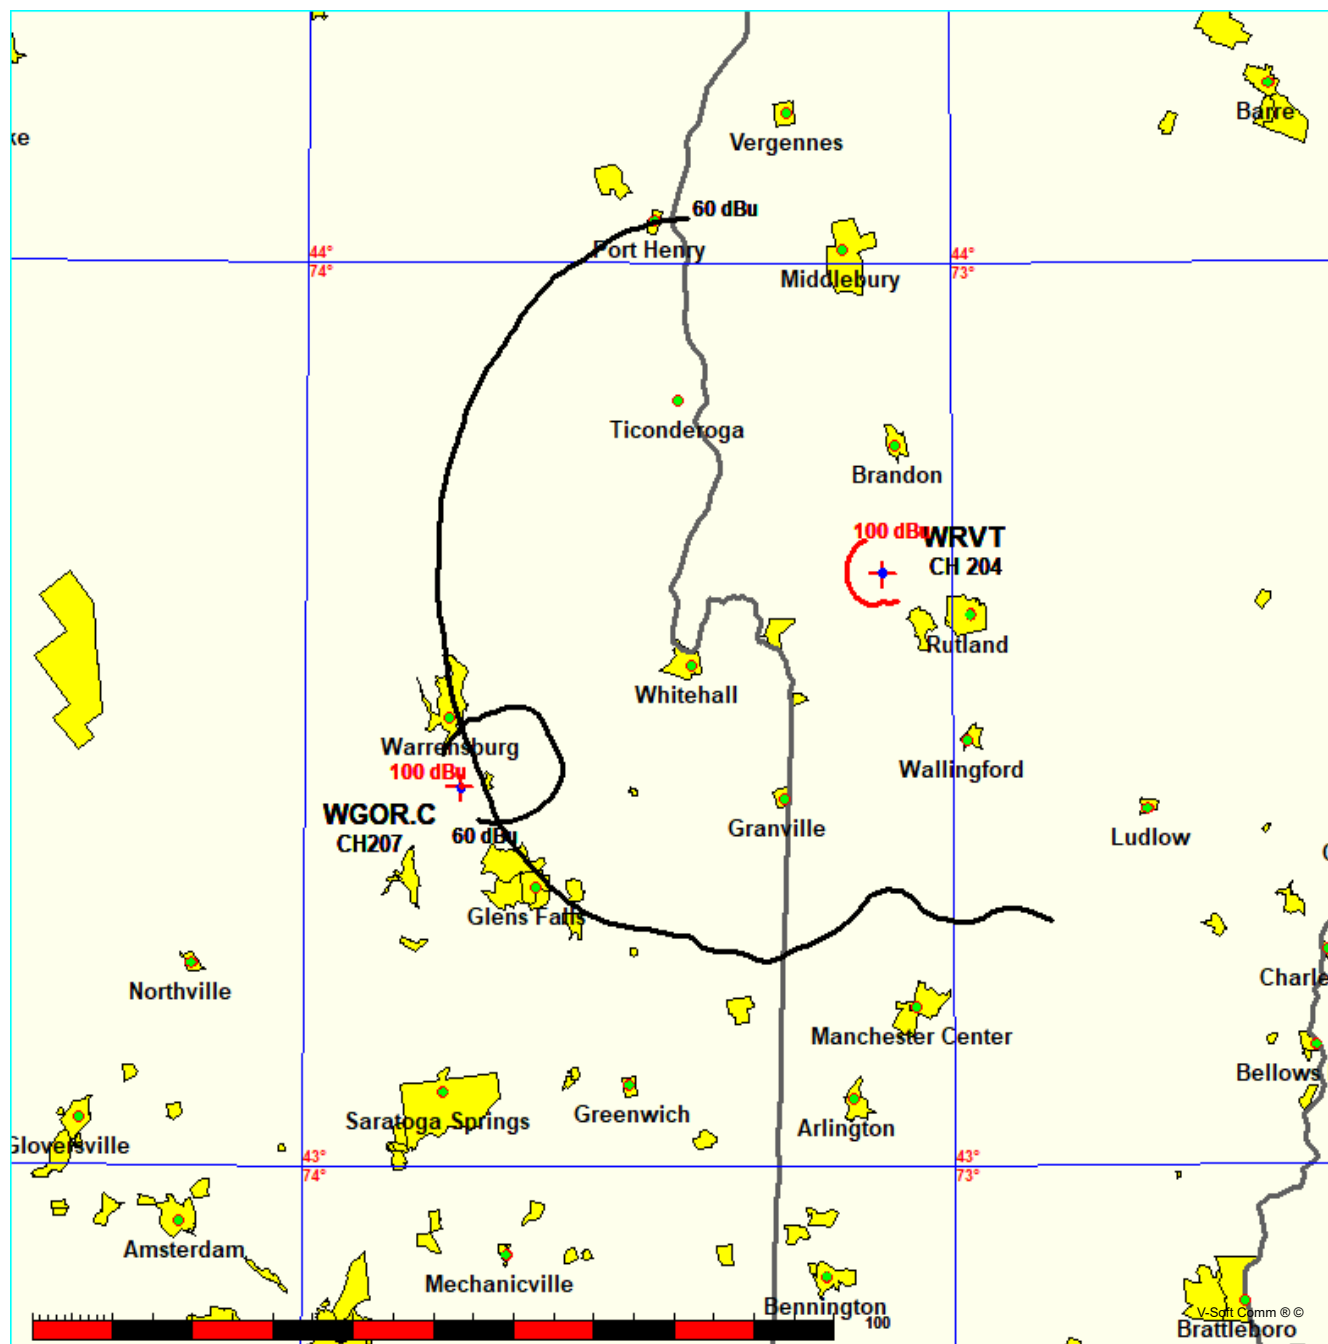 Barre
Vergennes
ke
60 dBu
Port Henry
44°
74°
44°
73°
Middlebury
Ticonderoga
Brandon
100 dBu
WRVT
CH 204
Rutland
Whitehall
Warrensburg
Wallingford
100 dBu
WGOR.C
CH207
60 dBu
Granville
Ludlow
Glens Falls
Northville
Charle
Manchester Center
Bellows
Saratoga Springs
Greenwich
Arlington
Gloversville
43°
74°
43°
73°
Amsterdam
Mechanicville
Bennington
100
V-Soft Comm ® ©
Brattleboro